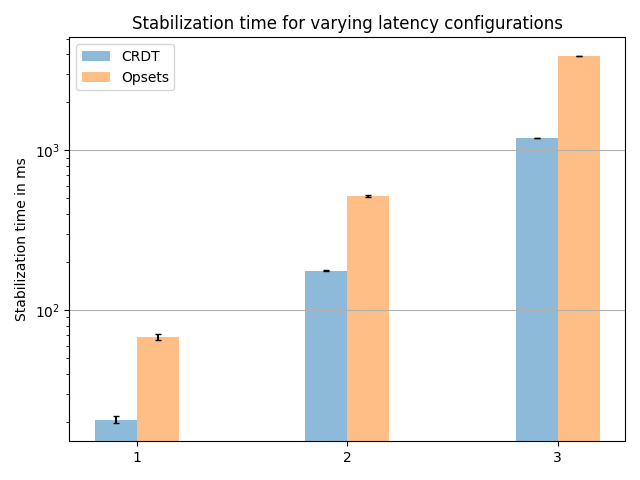 Stabilization time for varying latency configurations
CRDT
Opsets
Stabilization time in ms
10³
10²
1 2 3